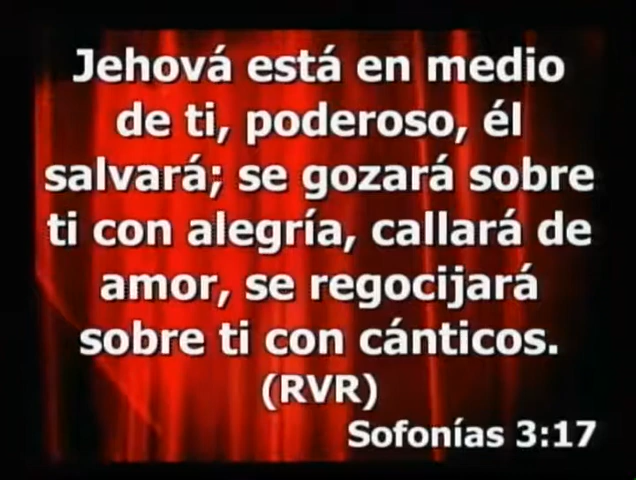 Jehová está en medio
de ti, poderoso, él
salvará; se gozará sobre
ti con alegría, callará de
amor, se regocijará
sobre ti con cánticos.
(RVR)
Sofonías 3:17